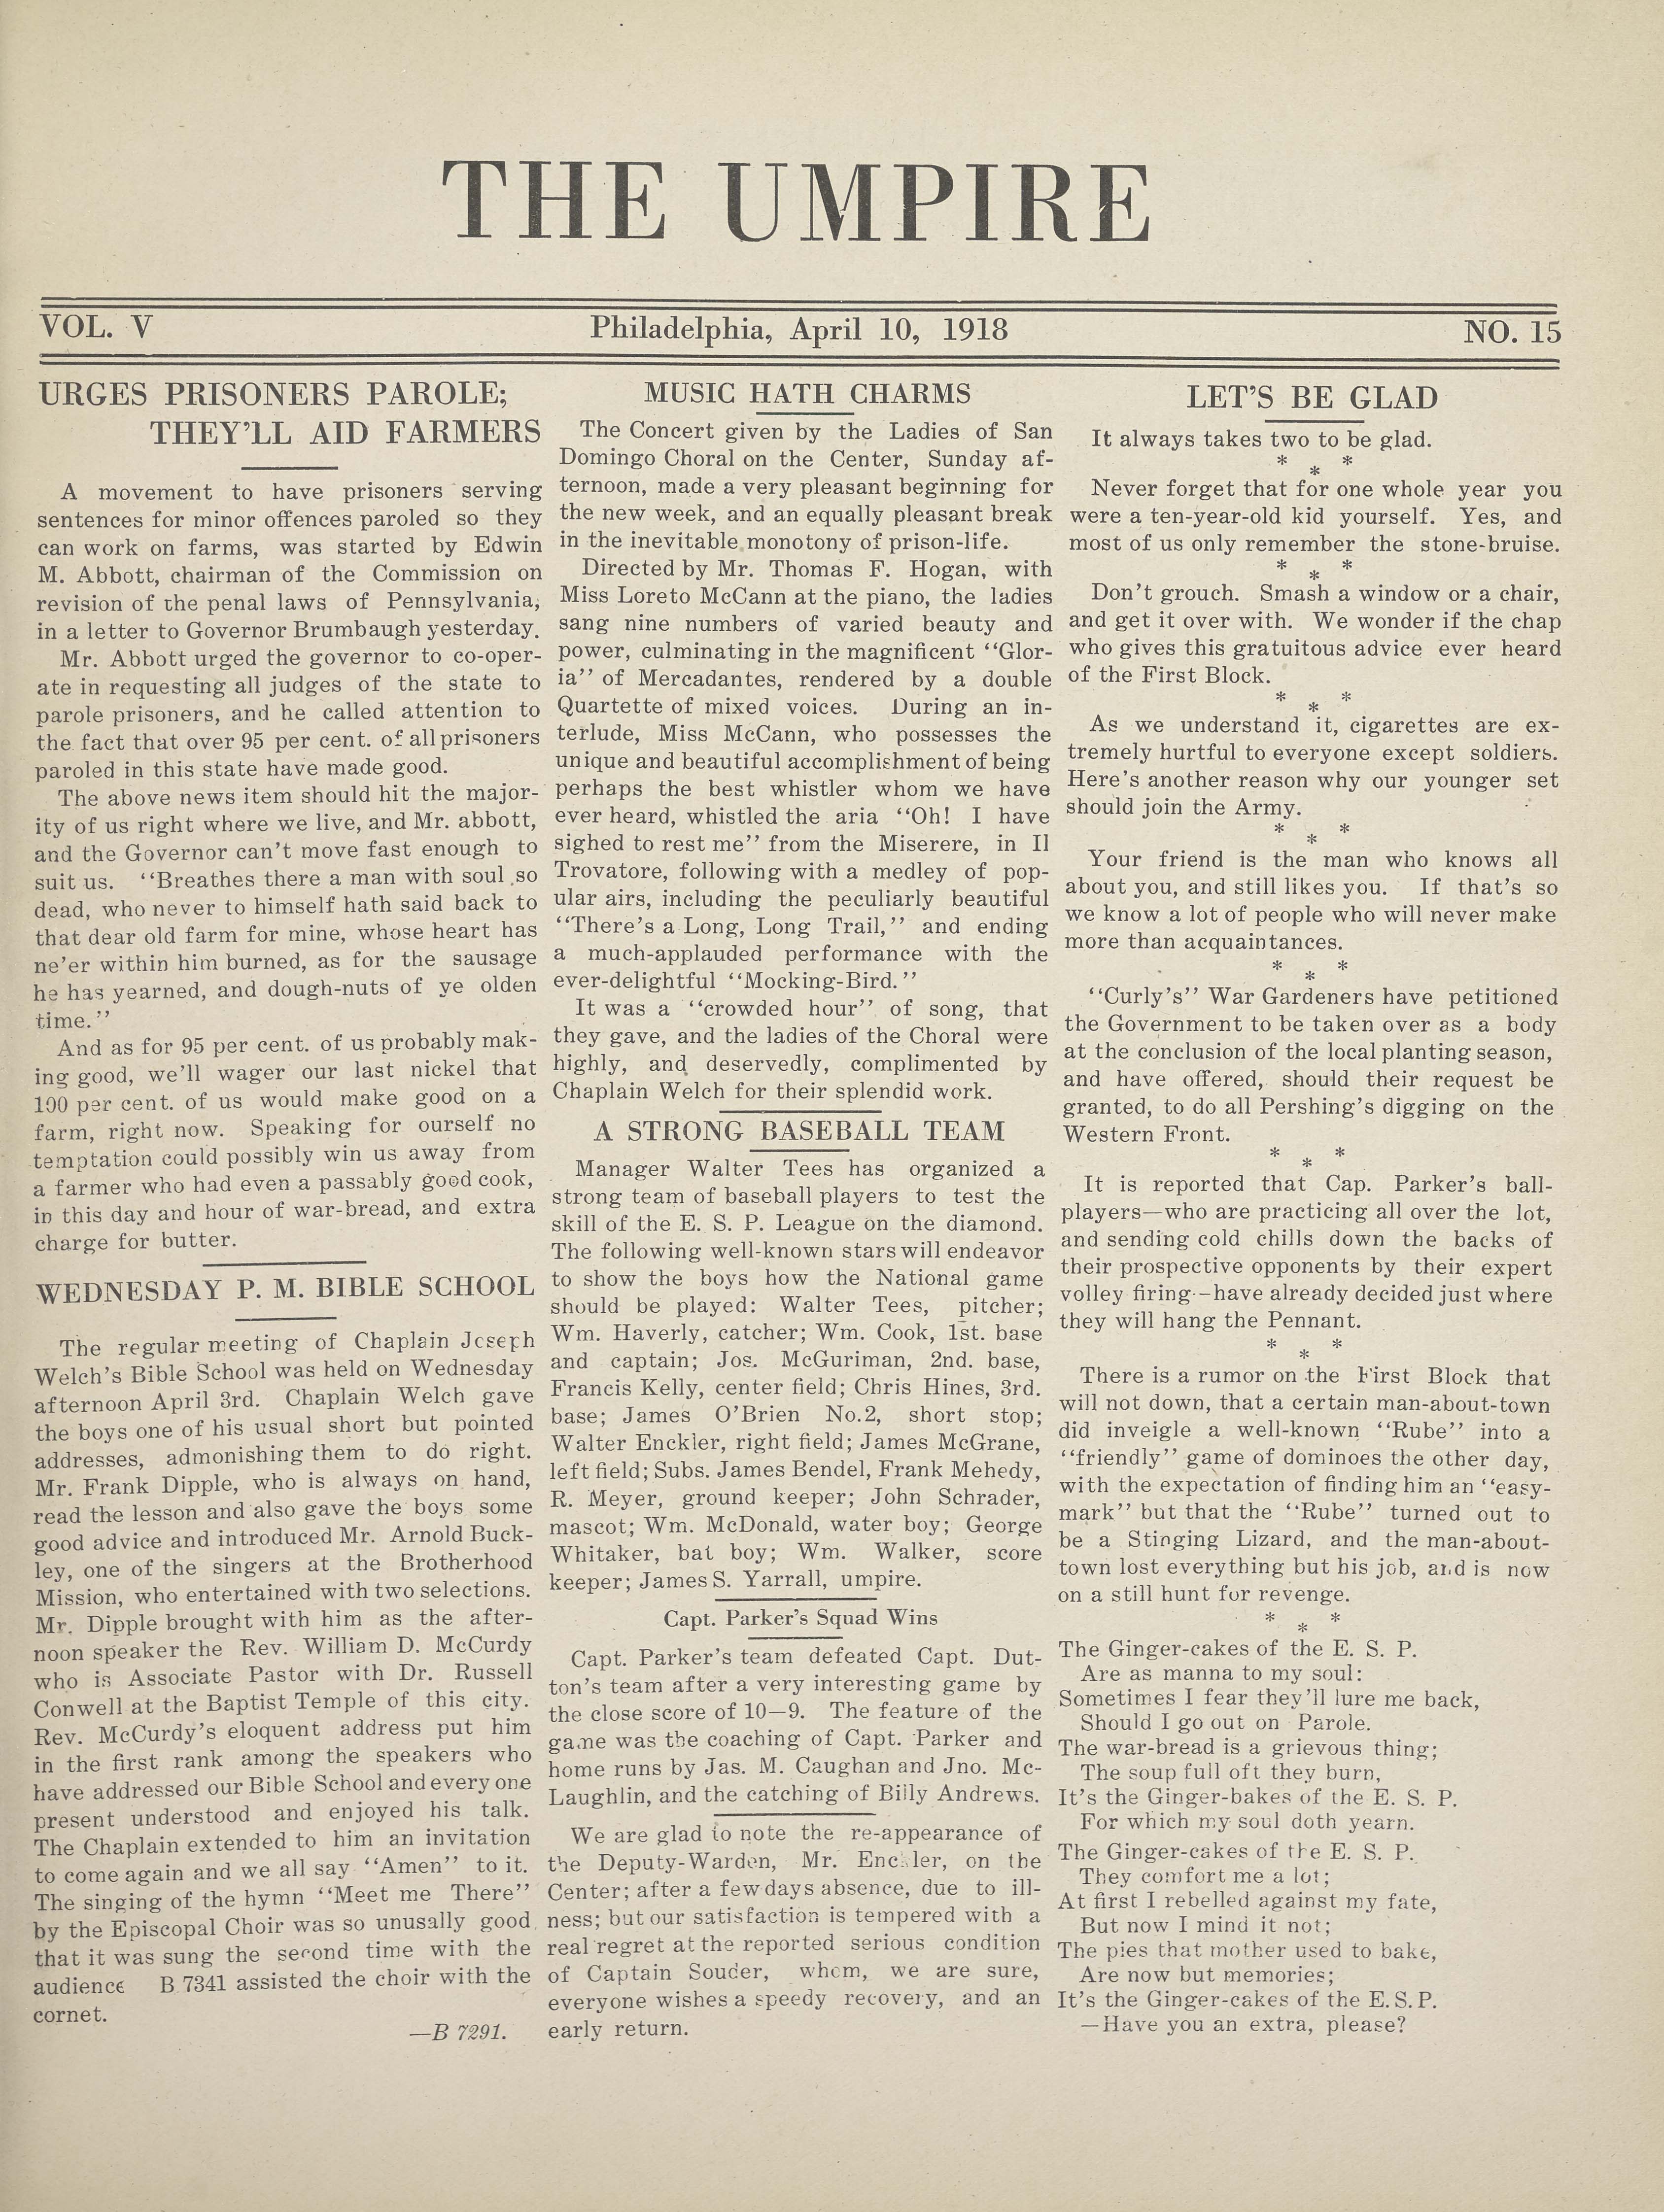 THE UMPIRE
VOL. V
Philadelphia, April 10, 1918
NO. 15
URGES PRISONERS PAROLE;
THEY'LL AID FARMERS
A movement to have prisoners serving
sentences for minor offences paroled so they
can work on farms, was started by Edwin
M. Abbott, chairman of the Commission on
revision of the penal laws of Pennsylvania,
in a letter to Governor Brumbaugh yesterday.
Mr. Abbott urged the governor to co-oper-
ate in requesting all judges of the state to
parole prisoners, and he called attention to
the fact that over 95 per cent. of all prisoners
paroled in this state have made good.
The above news item should hit the major-
ity of us right where we live, and Mr. abbott,
and the Governor can't move fast enough to
suit us. ''Breathes there a man with soul so
dead, who never to himself hath said back to
that dear old farm for mine, whose heart has
ne'er within him burned, as for the sausage
he has yearned, and dough-nuts of ye olden
time.''
And as for 95 per cent. of us probably mak-
ing good, we'll wager our last nickel that
100 per cent. of us would make good on a
farm, right now. Speaking for ourself no
temptation could possibly win us away from
a farmer who had even a passably good cook,
in this day and hour of war-bread, and extra
charge for butter.
WEDNESDAY P. M. BIBLE SCHOOL
The regular meeting of Chaplain Joseph
Welch's Bible School was held on Wednesday
afternoon April 3rd. Chaplain Welch gave
the boys one of his usual short but pointed
addresses, admonishing them to do right.
Mr. Frank Dipple, who is always on hand,
read the lesson and also gave the boys some
good advice and introduced Mr. Arnold Buck-
ley, one of the singers at the Brotherhood
Mission, who entertained with two selections.
Mr. Dipple brought with him as the after-
noon speaker the Rev. William D. McCurdy
who is Associate Pastor with Dr. Russell
Conwell at the Baptist Temple of this city.
Rev. McCurdy's eloquent address put him
in the first rank among the speakers who
have addressed our Bible School and every one
present understood and enjoyed his talk.
The Chaplain extended to him an invitation
to come again and we all say ''Amen'' to it.
The singing of the hymn ''Meet me There''
by the Episcopal Choir was so unusally good
that it was sung the second time with the
audience B 7341 assisted the choir with the
cornet.
—B 7291.
MUSIC HATH CHARMS
The Concert given by the Ladies of San
Domingo Choral on the Center, Sunday af-
ternoon, made a very pleasant beginning for
the new week, and an equally pleasant break
in the inevitable monotony of prison-life.
Directed by Mr. Thomas F. Hogan, with
Miss Loreto McCann at the piano, the ladies
sang nine numbers of varied beauty and
power, culminating in the magnificent ''Glor-
ia'' of Mercadantes, rendered by a double
Quartette of mixed voices. During an in-
terlude, Miss McCann, who possesses the
unique and beautiful accomplishment of being
perhaps the best whistler whom we have
ever heard, whistled the aria ''Oh! I have
sighed to rest me'' from the Miserere, in Il
Trovatore, following with a medley of pop-
ular airs, including the peculiarly beautiful
''There's a Long, Long Trail,'' and ending
a much-applauded performance with the
ever-delightful ''Mocking-Bird.''
It was a ''crowded hour'' of song, that
they gave, and the ladies of the Choral were
highly, and deservedly, complimented by
Chaplain Welch for their splendid work.
A STRONG BASEBALL TEAM
Manager Walter Tees has organized a
strong team of baseball players to test the
skill of the E. S. P. League on the diamond.
The following well-known stars will endeavor
to show the boys how the National game
should be played: Walter Tees, pitcher;
Wm. Haverly, catcher; Wm. Cook, 1st. base
and captain; Jos. McGuriman, 2nd. base,
Francis Kelly, center field; Chris Hines, 3rd.
base; James O'Brien No.2, short stop;
Walter Enckler, right field; James McGrane,
left field; Subs. James Bendel, Frank Mehedy,
R. Meyer, ground keeper; John Schrader,
mascot; Wm. McDonald, water boy; George
Whitaker, bat boy; Wm. Walker, score
keeper; James S. Yarrall, umpire.
Capt. Parker's Squad Wins
Capt. Parker's team defeated Capt. Dut-
ton's team after a very interesting game by
the close score of 10—9. The feature of the
game was the coaching of Capt. Parker and
home runs by Jas. M. Caughan and Jno. Mc-
Laughlin, and the catching of Billy Andrews.
We are glad to note the re-appearance of
the Deputy-Warden, Mr. Enckler, on the
Center; after a few days absence, due to ill-
ness; but our satisfaction is tempered with a
real regret at the reported serious condition
of Captain Souder, whom, we are sure,
everyone wishes a speedy recovery, and an
early return.
LET'S BE GLAD
It always takes two to be glad.
* * *
Never forget that for one whole year you
were a ten-year-old kid yourself. Yes, and
most of us only remember the stone-bruise.
* * *
Don't grouch. Smash a window or a chair,
and get it over with. We wonder if the chap
who gives this gratuitous advice ever heard
of the First Block.
* * *
As we understand it, cigarettes are ex-
tremely hurtful to everyone except soldiers.
Here's another reason why our younger set
should join the Army.
* * *
Your friend is the man who knows all
about you, and still likes you. If that's so
we know a lot of people who will never make
more than acquaintances.
* * *
''Curly's'' War Gardeners have petitioned
the Government to be taken over as a body
at the conclusion of the local planting season,
and have offered, should their request be
granted, to do all Pershing's digging on the
Western Front.
* * *
It is reported that Cap. Parker's ball-
players—who are practicing all over the lot,
and sending cold chills down the backs of
their prospective opponents by their expert
volley firing--have already decided just where
they will hang the Pennant.
* * *
There is a rumor on the First Block that
will not down, that a certain man-about-town
did inveigle a well-known ''Rube'' into a
''friendly'' game of dominoes the other day,
with the expectation of finding him an ''easy-
mark'' but that the ''Rube'' turned out to
be a Stinging Lizard, and the man-about-
town lost everything but his job, and is now
on a still hunt for revenge.
* * *
The Ginger-cakes of the E. S. P.
Are as manna to my soul:
Sometimes I fear they'll lure me back,
Should I go out on Parole.
The war-bread is a grievous thing;
The soup full oft they burn,
It's the Ginger-bakes of the E. S. P.
For which my soul doth yearn.
The Ginger-cakes of the E. S. P.
They comfort me a lot;
At first I rebelled against my fate,
But now I mind it not;
The pies that mother used to bake,
Are now but memories;
It's the Ginger-cakes of the E. S. P.
—Have you an extra, please?